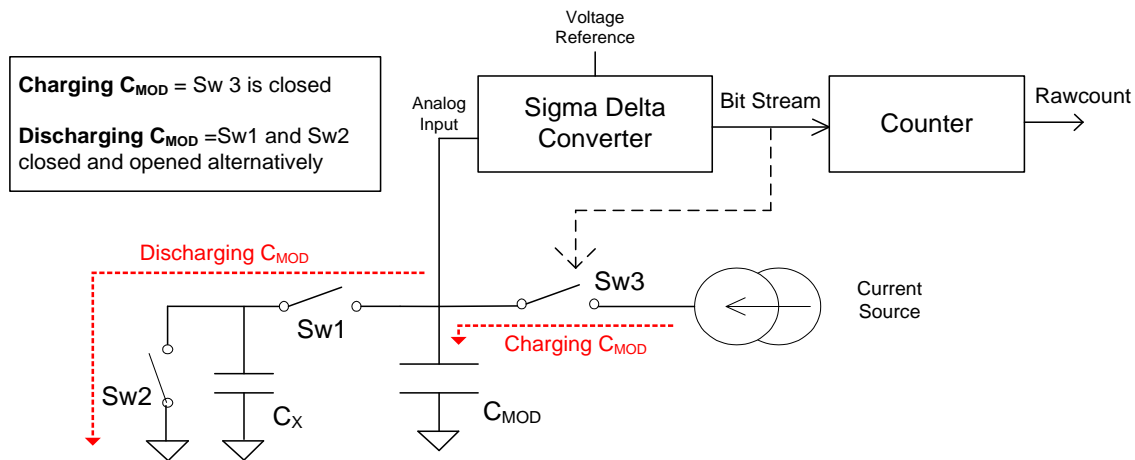 Voltage
Reference
Charging CMOD = Sw 3 is closed
Discharging CMOD =Sw1 and Sw2
closed and opened alternatively
Analog
Input
Sigma Delta
Converter
Bit Stream
Counter
Rawcount
Discharging CMOD
Sw1
Sw3
Current
Source
Charging CMOD
Sw2
CX
CMOD